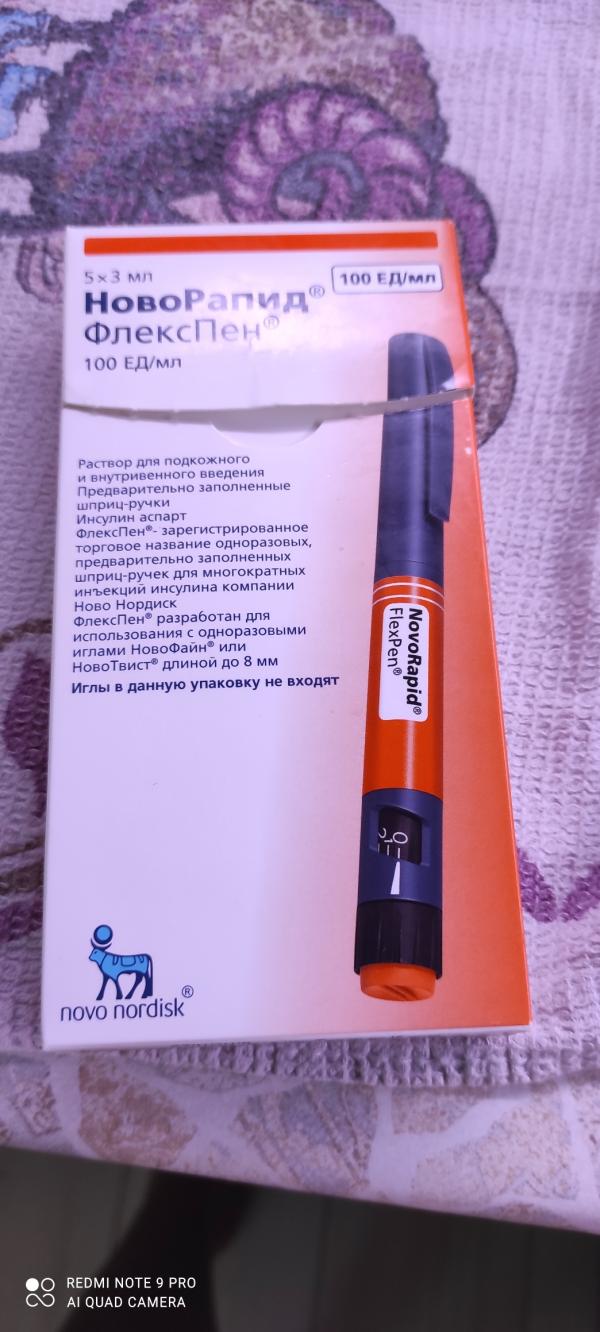 5×3 мл
НовоРапид® 100 ЕД/мл
ФлексПен®
100 ЕД/мл
Раствор для подкожного
и внутривенного введения
Предварительно заполненные
шприц-ручки
Инсулин аспарт
ФлексПен®- зарегистрированное
торговое название одноразовых,
предварительно заполненных
шприц-ручек для многократных
инъекций инсулина компании
Ново Нордиск
ФлексПен® разработан для
использования с одноразовыми
иглами НовоФайн® или
НовоТвист® длиной до 8 мм
Иглы в данную упаковку не входят
NovoRapid®
FlexPen®
0
2
novo nordisk®
REDMI NOTE 9 PRO
AI QUAD CAMERA